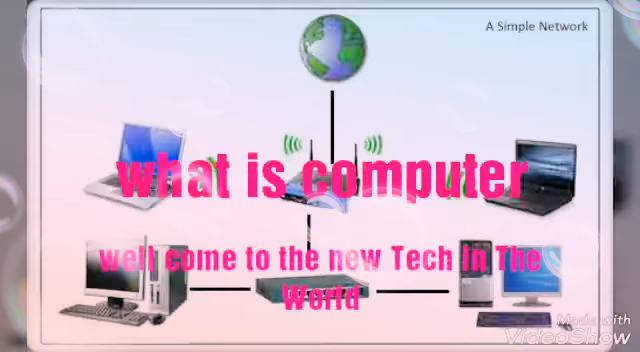 A Simple Network
what is computer
well come to the new Tech In The
World
Made with
VideoShow